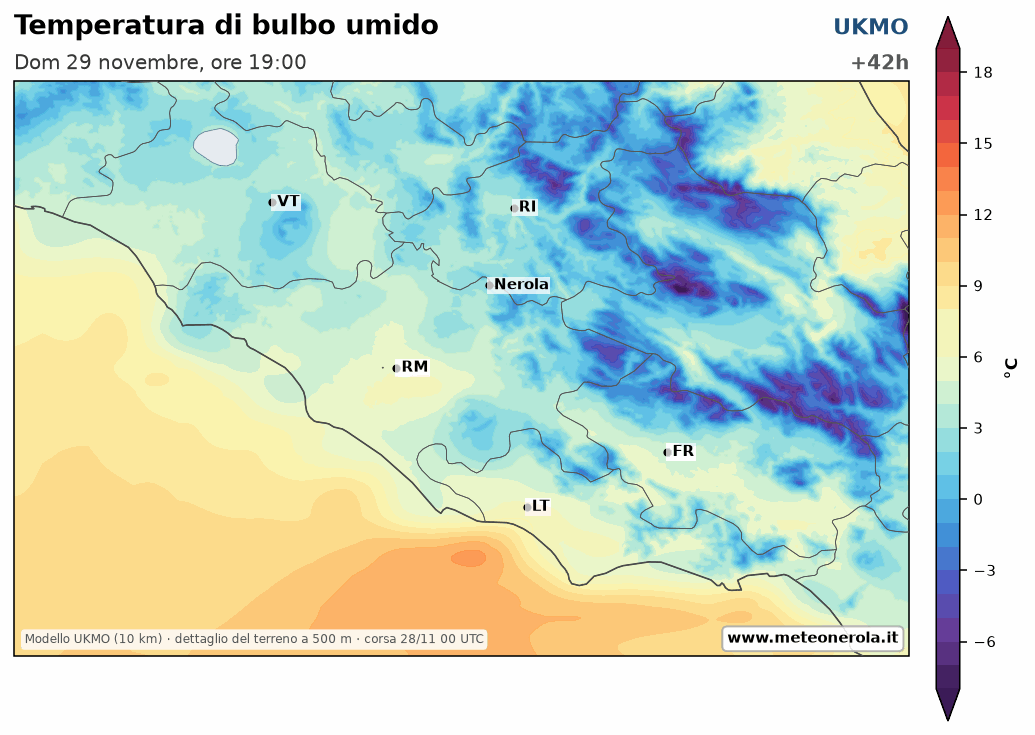 Temperatura di bulbo umido
UKMO
Dom 29 novembre, ore 19:00
+42h
18
15
12
9
6
3
0
−3
−6
°C
VT
RI
Nerola
RM
FR
LT
Modello UKMO (10 km) · dettaglio del terreno a 500 m · corsa 28/11 00 UTC
www.meteonerola.it